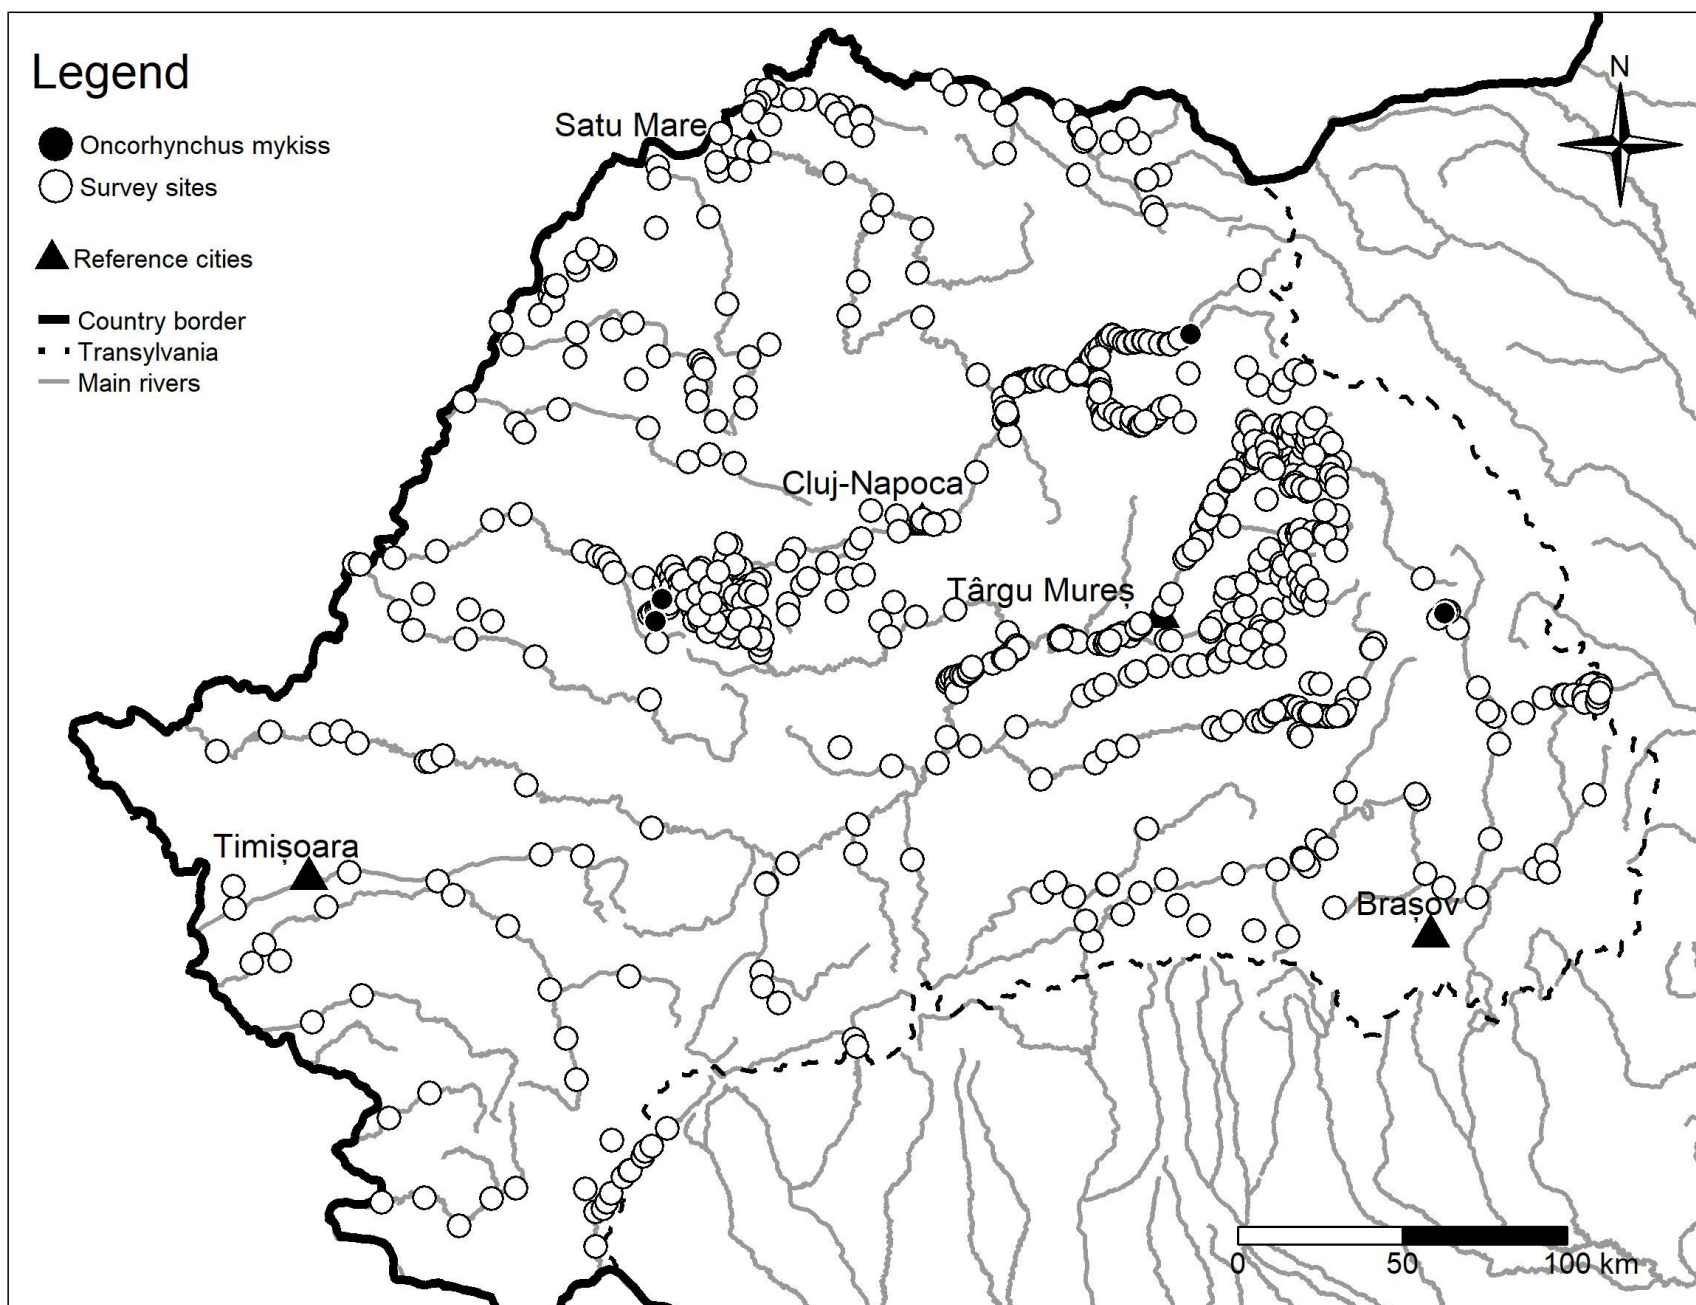 Legend
Oncorhynchus mykiss
Survey sites
Reference cities
Country border
Transylvania
Main rivers
N
Satu Mare
Cluj-Napoca
Târgu Mureș
Timișoara
Brașov
0 50 100 km